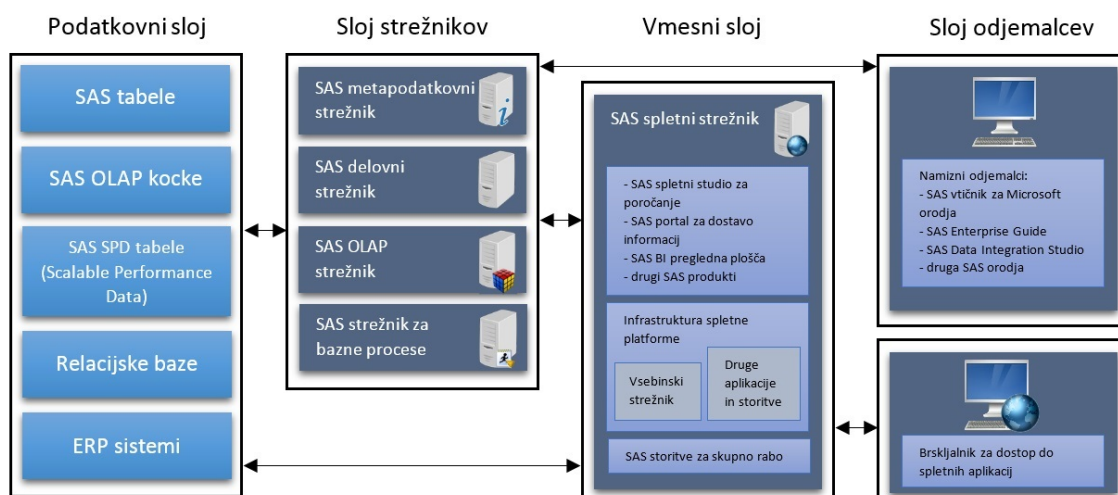 Podatkovni sloj
SAS tabele
SAS OLAP kocke
SAS SPD tabele
(Scalable Performance
Data)
Relacijske baze
ERP sistemi
Sloj strežnikov
SAS metapodatkovni
strežnik
SAS delovni
strežnik
SAS OLAP
strežnik
SAS strežnik za
bazne procese
Vmesni sloj
SAS spletni strežnik
- SAS spletni studio za
poročanje
- SAS portal za dostavo
informacij
- SAS BI pregledna plošča
- drugi SAS produkti
Infrastruktura spletne
platforme
Vsebinski
strežnik
Druge
aplikacije
in storitve
SAS storitve za skupno rabo
Sloj odjemalcev
Namizni odjemalci:
- SAS vtičnik za Microsoft
orodja
- SAS Enterprise Guide
- SAS Data Integration Studio
- druga SAS orodja
Brskljalnik za dostop do
spletnih aplikacij